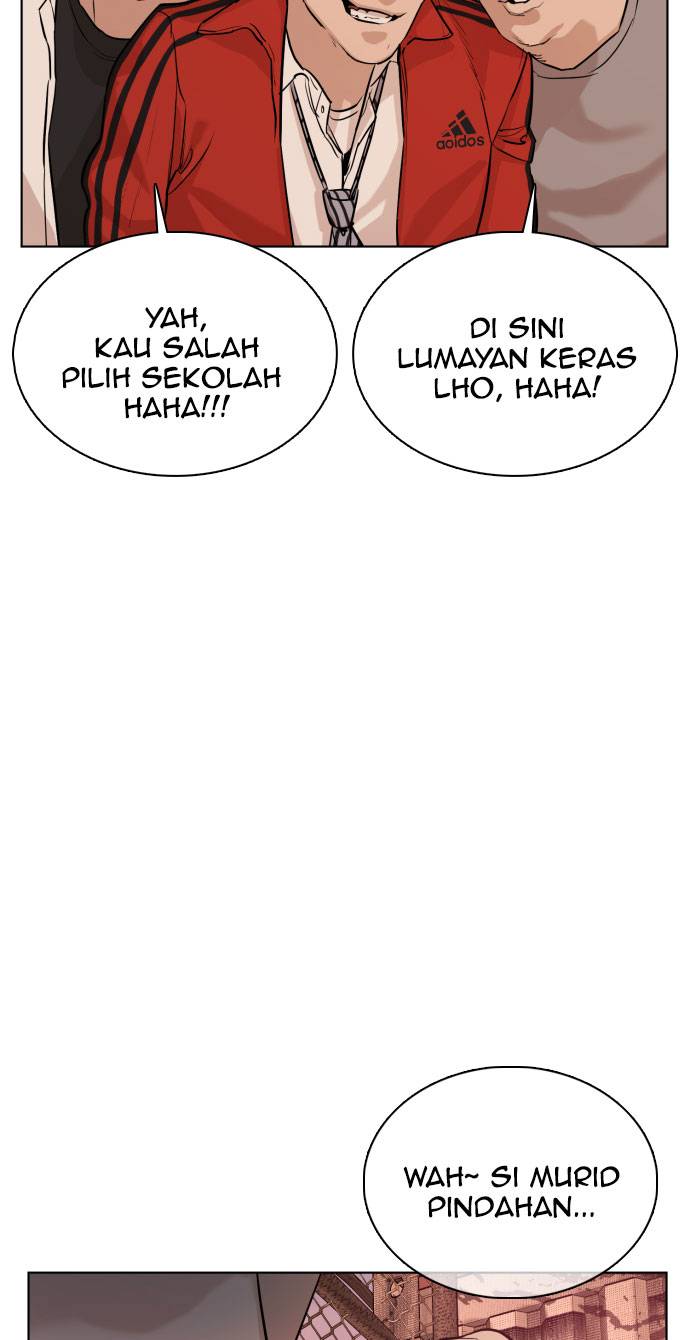 aoidos
YAH,
KAU SALAH
PILIH SEKOLAH
HAHA!!!
DI SINI
LUMAYAN KERAS
LHO, HAHA!
WAH~ SI MURID
PINDAHAN...